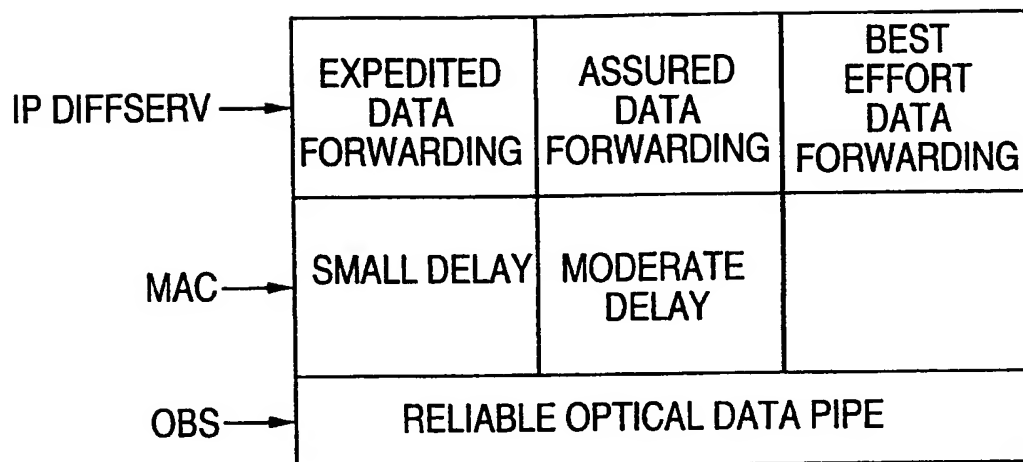 IP DIFFSERV
EXPEDITED
DATA
FORWARDING
ASSURED
DATA
FORWARDING
BEST
EFFORT
DATA
FORWARDING
MAC
SMALL DELAY
MODERATE
DELAY
OBS
RELIABLE OPTICAL DATA PIPE